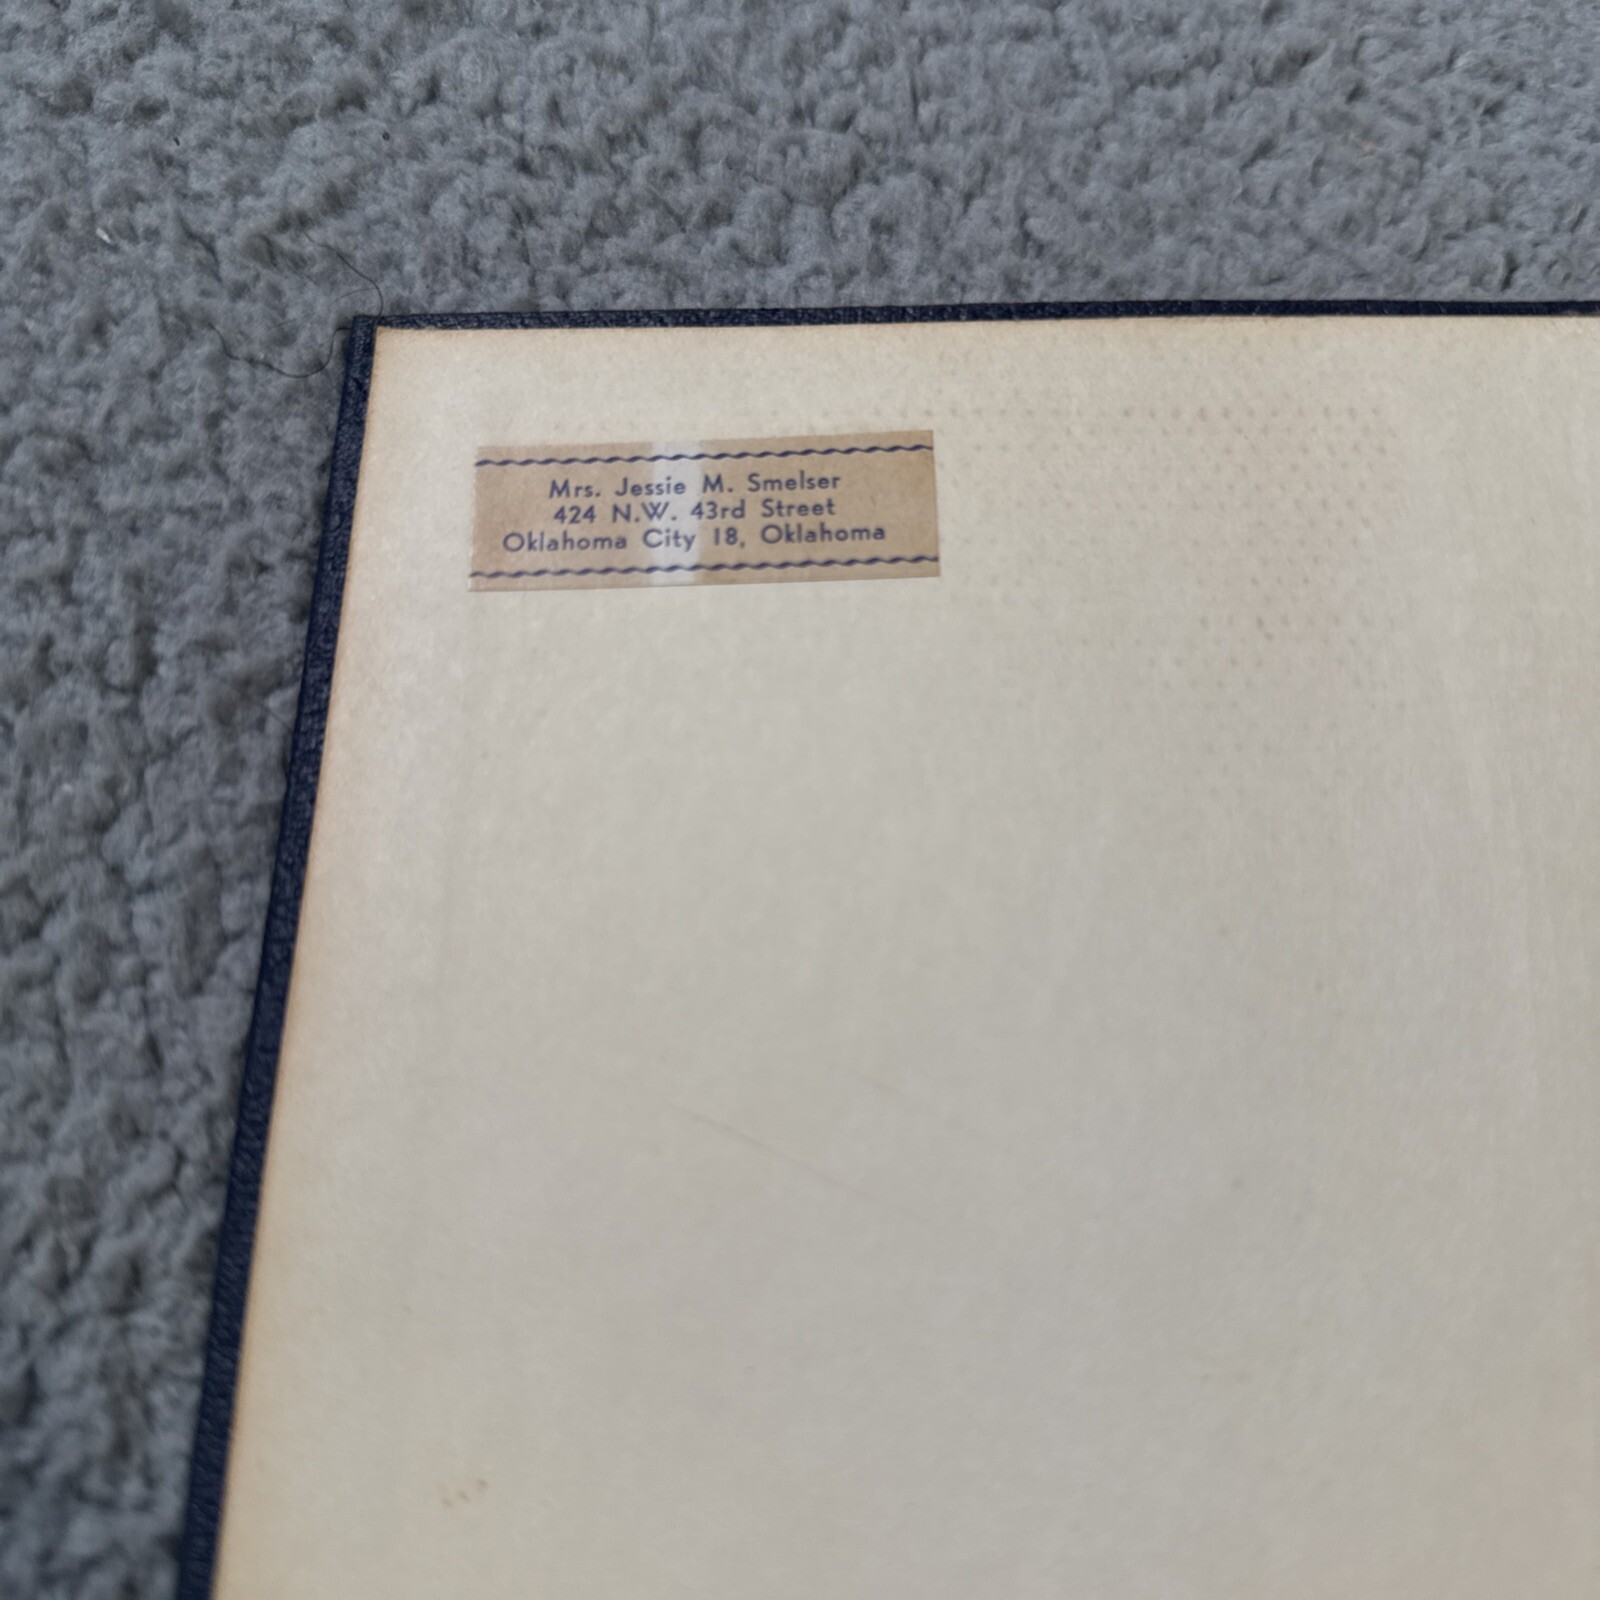 Mrs. Jessie M. Smelser
424 N.W. 43rd Street
Oklahoma City 18, Oklahoma